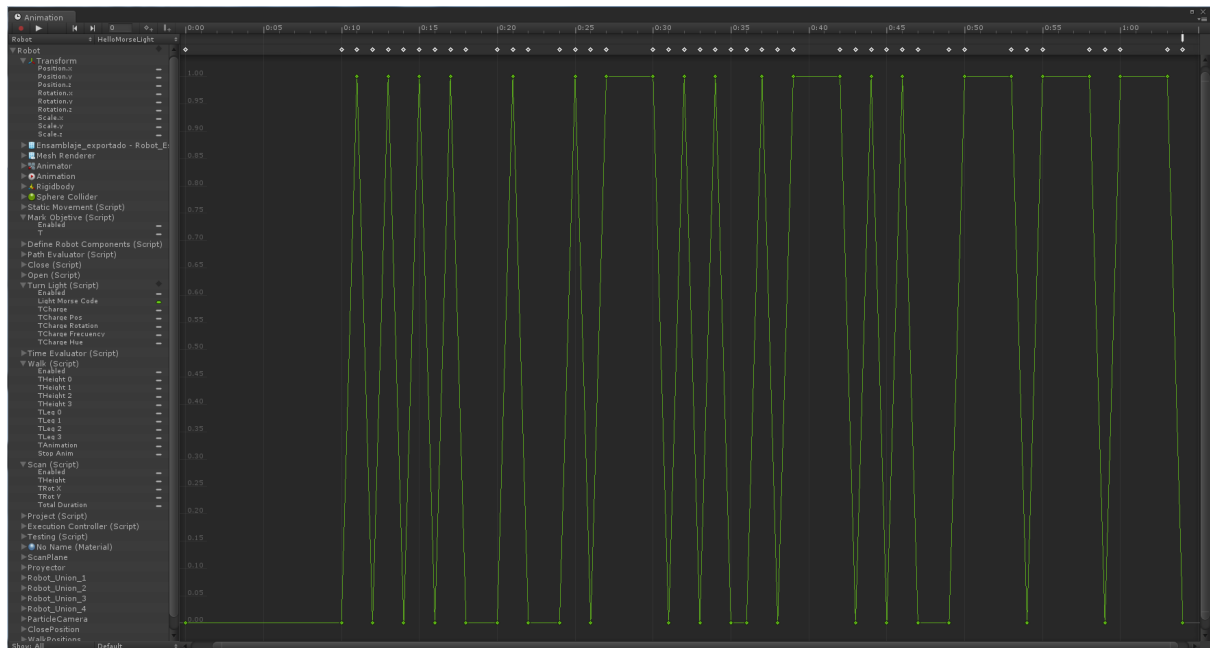 Animation
0 0:00 0:05 0:10 0:15 0:20 0:25 0:30 0:35 0:40 0:45 0:50 0:55 1:00
Robot HelloMorseLight
Robot
Transform
Position.x
Position.y
Position.z
Rotation.x
Rotation.y
Rotation.z
Scale.x
Scale.y
Scale.z
Ensamblaje_exportado - Robot_E
Mesh Renderer
Animator
Animation
Rigidbody
Sphere Collider
Static Movement (Script)
Mark Objetive (Script)
Enabled
T
Define Robot Components (Script)
Path Evaluator (Script)
Close (Script)
Open (Script)
Turn Light (Script)
Enabled
Light Morse Code
TCharge
TCharge Pos
TCharge Rotation
TCharge Frecuency
TCharge Hue
Time Evaluator (Script)
Walk (Script)
Enabled
THeight 0
THeight 1
THeight 2
THeight 3
TLeg 0
TLeg 1
TLeg 2
TLeg 3
TAnimation
Stop Anim
Scan (Script)
Enabled
THeight
TRot X
TRot Y
Total Duration
Project (Script)
Execution Controller (Script)
Testing (Script)
No Name (Material)
ScanPlane
Proyector
Robot_Union_1
Robot_Union_2
Robot_Union_3
Robot_Union_4
ParticleCamera
ClosePosition
WalkPositions
Show: All Default
1.00
0.95
0.90
0.85
0.80
0.75
0.70
0.65
0.60
0.55
0.50
0.45
0.40
0.35
0.30
0.25
0.20
0.15
0.10
0.05
0.00